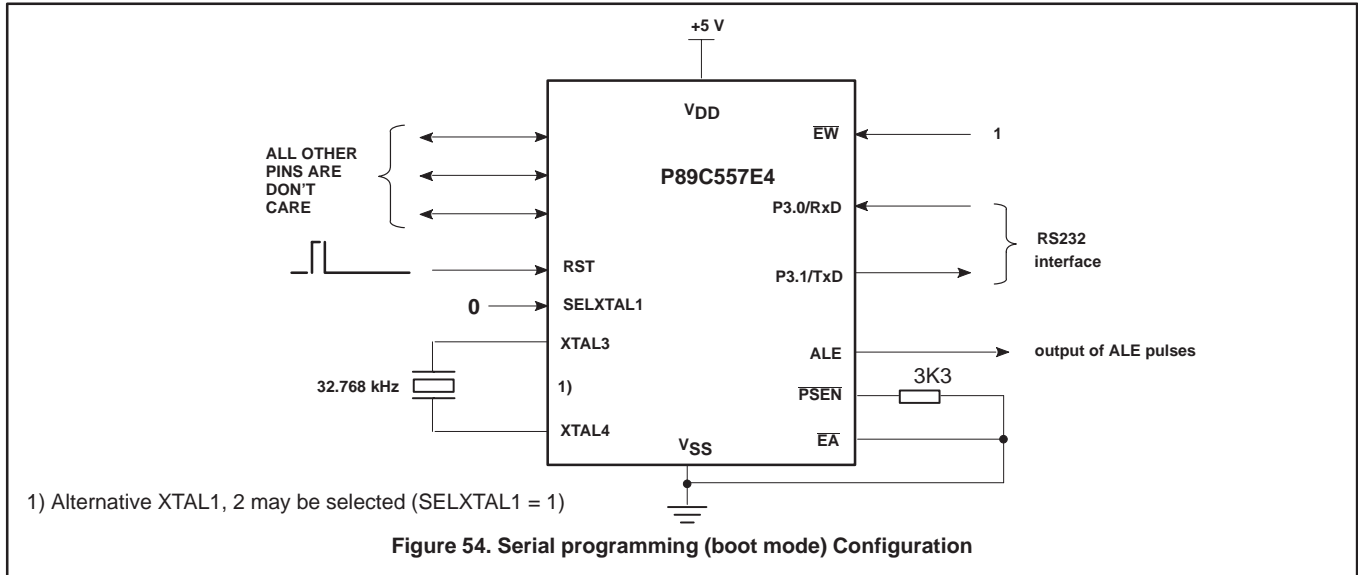 +5 V
VDD
EW
1
ALL OTHER
PINS ARE
DON'T
CARE
P89C557E4
P3.0/RxD
RS232
interface
P3.1/TxD
RST
0
SELXTAL1
XTAL3
ALE
output of ALE pulses
32.768 kHz
1)
PSEN
3K3
XTAL4
EA
VSS
1) Alternative XTAL1, 2 may be selected (SELXTAL1 = 1)
Figure 54. Serial programming (boot mode) Configuration